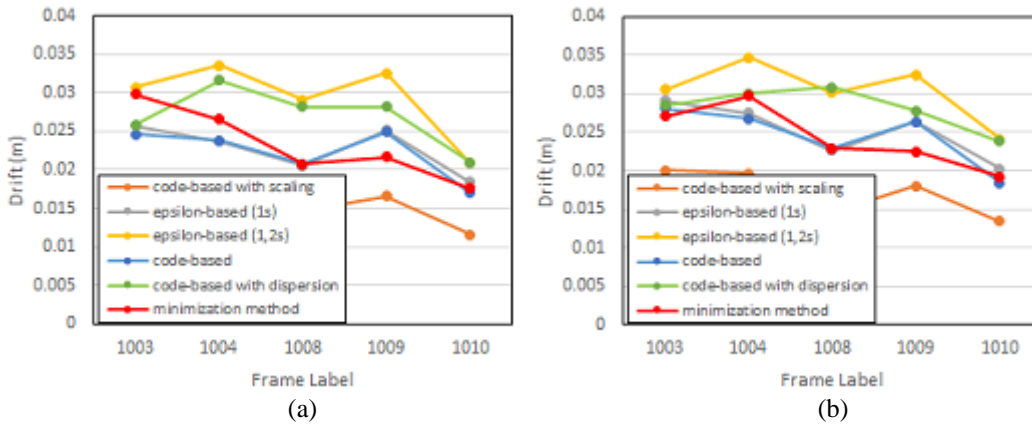 0.04
0.035
0.03
0.025
0.02
0.015
0.01
0.005
0
Drift (m)
code-based with scaling
epsilon-based (1s)
epsilon-based (1,2s)
code-based
code-based with dispersion
minimization method
1003 1004 1008 1009 1010
Frame Label
(a)
0.04
0.035
0.03
0.025
0.02
0.015
0.01
0.005
0
Drift (m)
code-based with scaling
epsilon-based (1s)
epsilon-based (1,2s)
code-based
code-based with dispersion
minimization method
1003 1004 1008 1009 1010
Frame Label
(b)